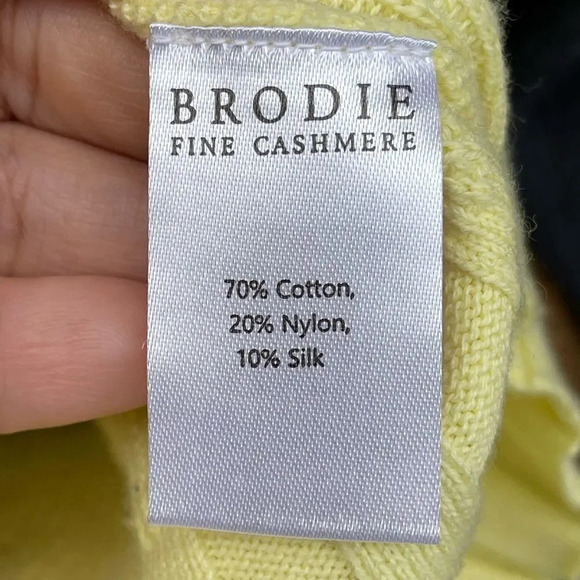 BRODIE
FINE CASHMERE
70% Cotton,
20% Nylon,
10% Silk